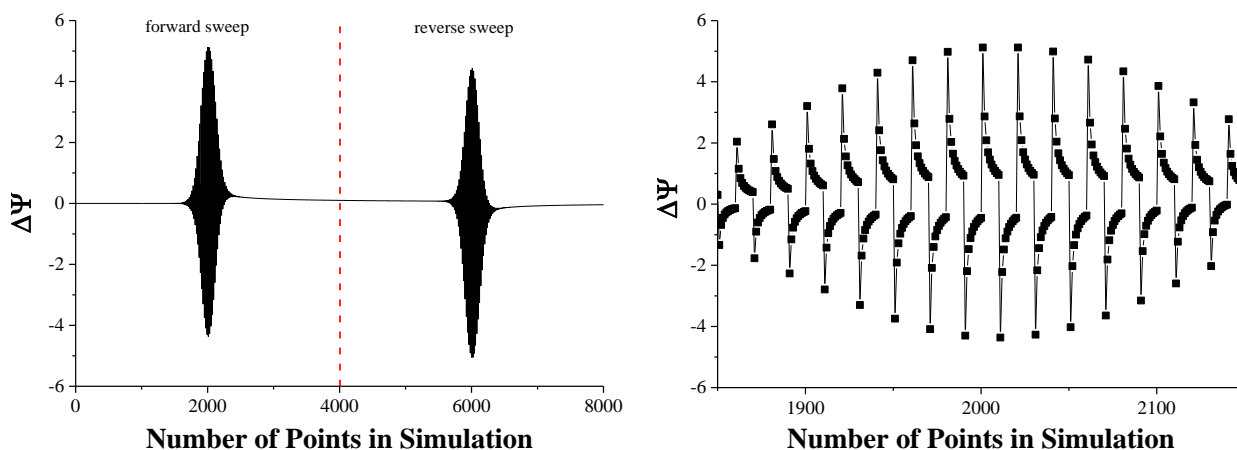 forward sweep
reverse sweep
6
4
2
0
-2
-4
-6
ΔΨ
0 2000 4000 6000 8000
Number of Points in Simulation
6
4
2
0
-2
-4
-6
ΔΨ
1900 2000 2100
Number of Points in Simulation